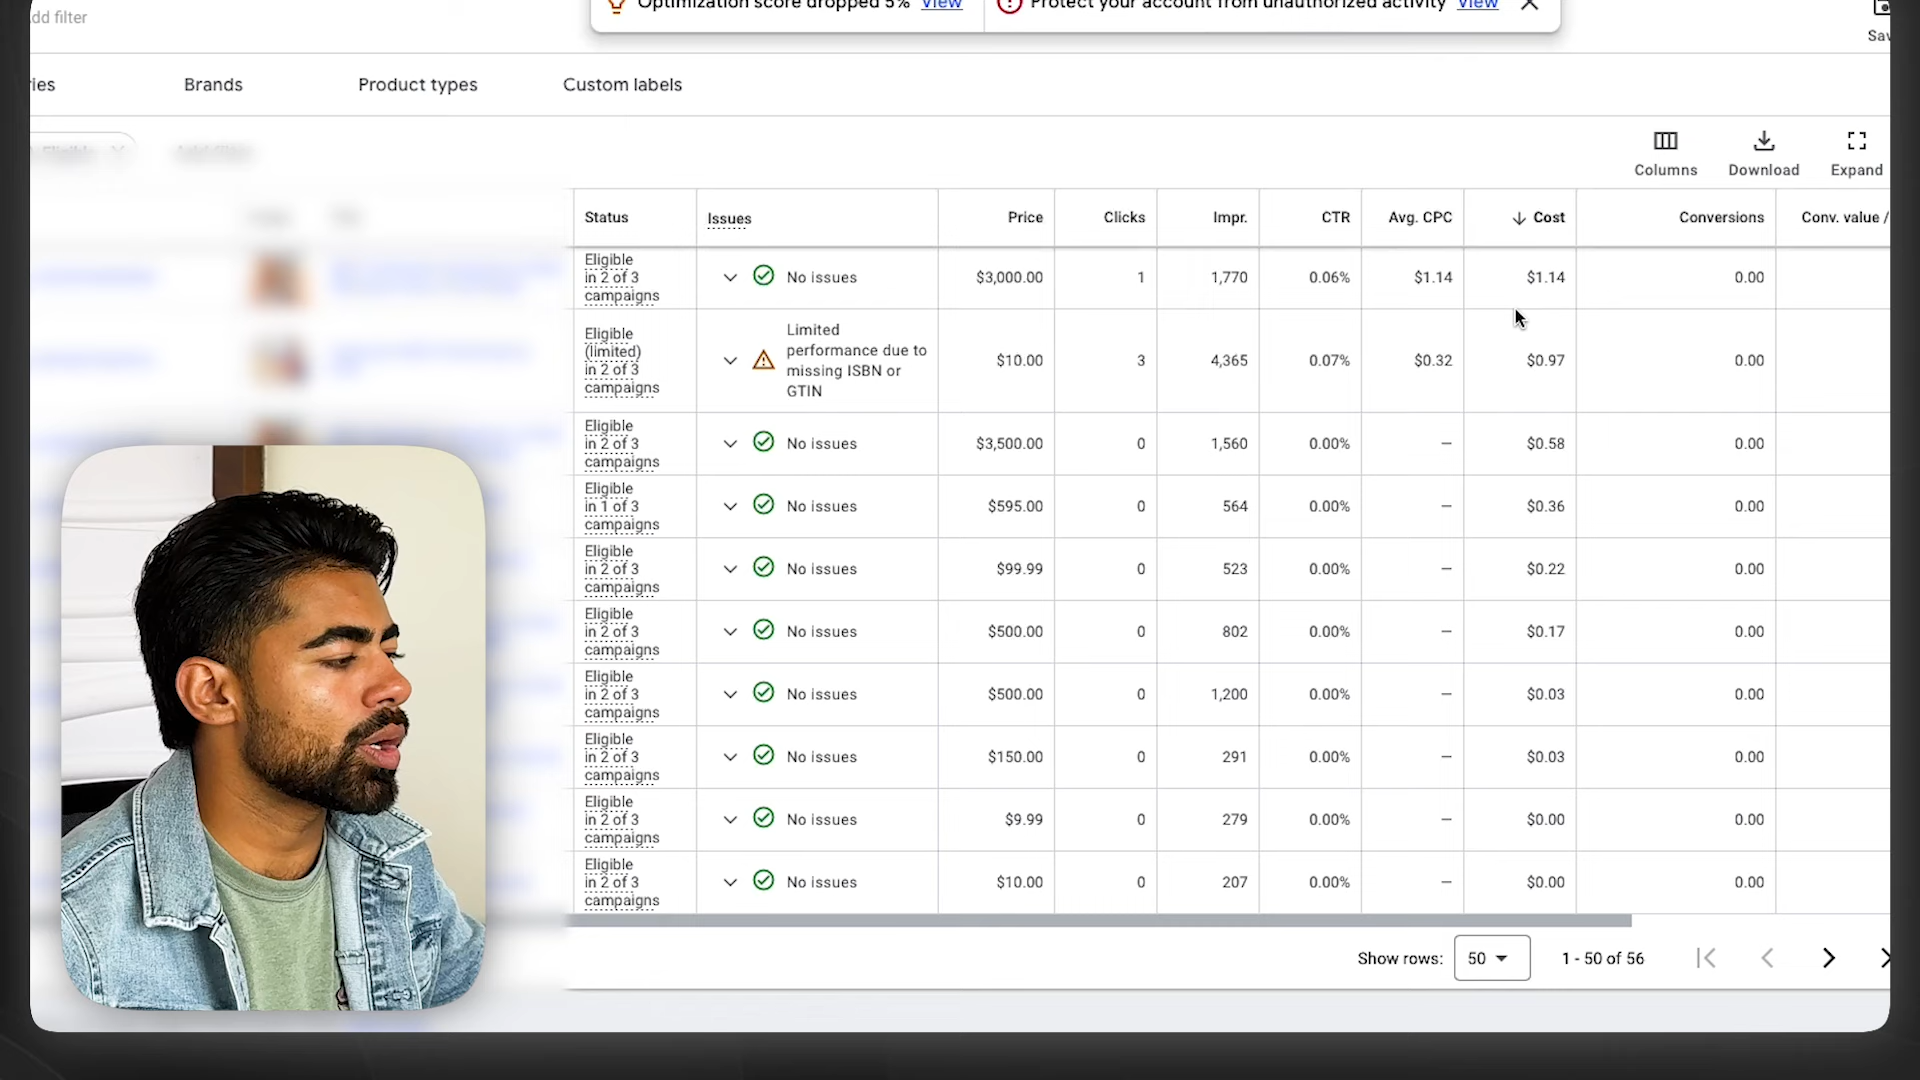 dd filter
Optimization score dropped 5% View
Protect your account from unauthorized activity View
Sav
ries Brands Product types Custom labels
Columns Download Expand
Status Issues Price Clicks Impr. CTR Avg. CPC Cost Conversions Conv. value /
Eligible in 2 of 3 campaigns No issues $3,000.00 1 1,770 0.06% $1.14 $1.14 0.00
Eligible (limited) in 2 of 3 campaigns Limited performance due to missing ISBN or GTIN $10.00 3 4,365 0.07% $0.32 $0.97 0.00
Eligible in 2 of 3 campaigns No issues $3,500.00 0 1,560 0.00% — $0.58 0.00
Eligible in 1 of 3 campaigns No issues $595.00 0 564 0.00% — $0.36 0.00
Eligible in 2 of 3 campaigns No issues $99.99 0 523 0.00% — $0.22 0.00
Eligible in 2 of 3 campaigns No issues $500.00 0 802 0.00% — $0.17 0.00
Eligible in 2 of 3 campaigns No issues $500.00 0 1,200 0.00% — $0.03 0.00
Eligible in 2 of 3 campaigns No issues $150.00 0 291 0.00% — $0.03 0.00
Eligible in 2 of 3 campaigns No issues $9.99 0 279 0.00% — $0.00 0.00
Eligible in 2 of 3 campaigns No issues $10.00 0 207 0.00% — $0.00 0.00
Show rows: 50 1 - 50 of 56